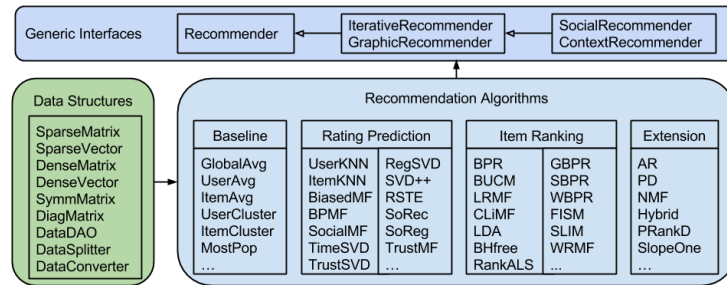 Generic Interfaces
Recommender
IterativeRecommender
GraphicRecommender
SocialRecommender
ContextRecommender
Data Structures
SparseMatrix
SparseVector
DenseMatrix
DenseVector
SymmMatrix
DiagMatrix
DataDAO
DataSplitter
DataConverter
Recommendation Algorithms
Baseline
GlobalAvg
UserAvg
ItemAvg
UserCluster
ItemCluster
MostPop
...
Rating Prediction
UserKNN
ItemKNN
BiasedMF
BPMF
SocialMF
TimeSVD
TrustSVD
RegSVD
SVD++
RSTE
SoRec
SoReg
TrustMF
...
Item Ranking
BPR
BUCM
LRMF
CLiMF
LDA
BHfree
RankALS
GBPR
SBPR
WBPR
FISM
SLIM
WRMF
...
Extension
AR
PD
NMF
Hybrid
PRankD
SlopeOne
...